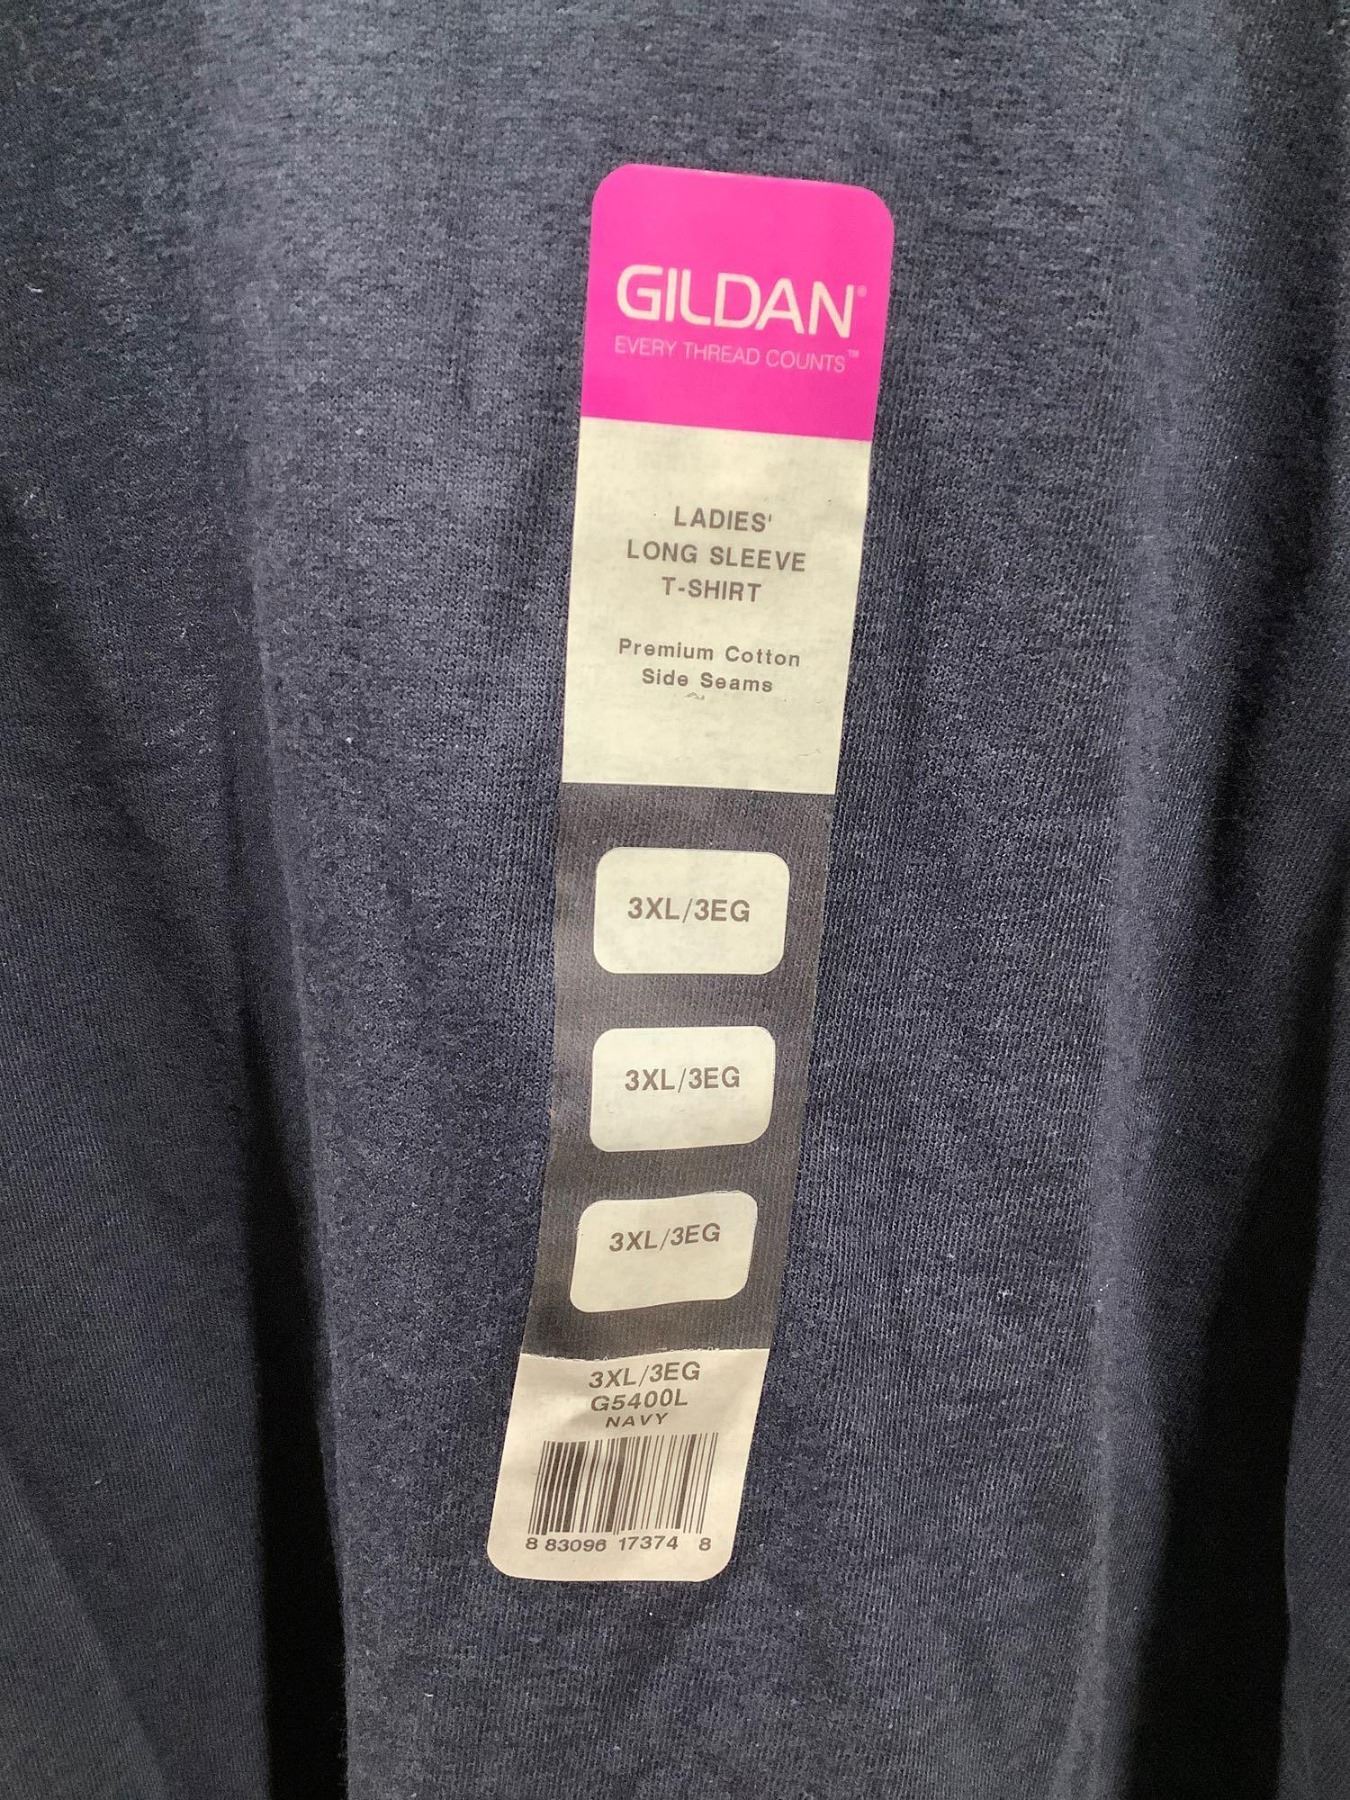 GILDAN®
EVERY THREAD COUNTS™
LADIES'
LONG SLEEVE
T-SHIRT
Premium Cotton
Side Seams
3XL/3EG
3XL/3EG
3XL/3EG
3XL/3EG
G5400L
NAVY
8 83096 17374 8